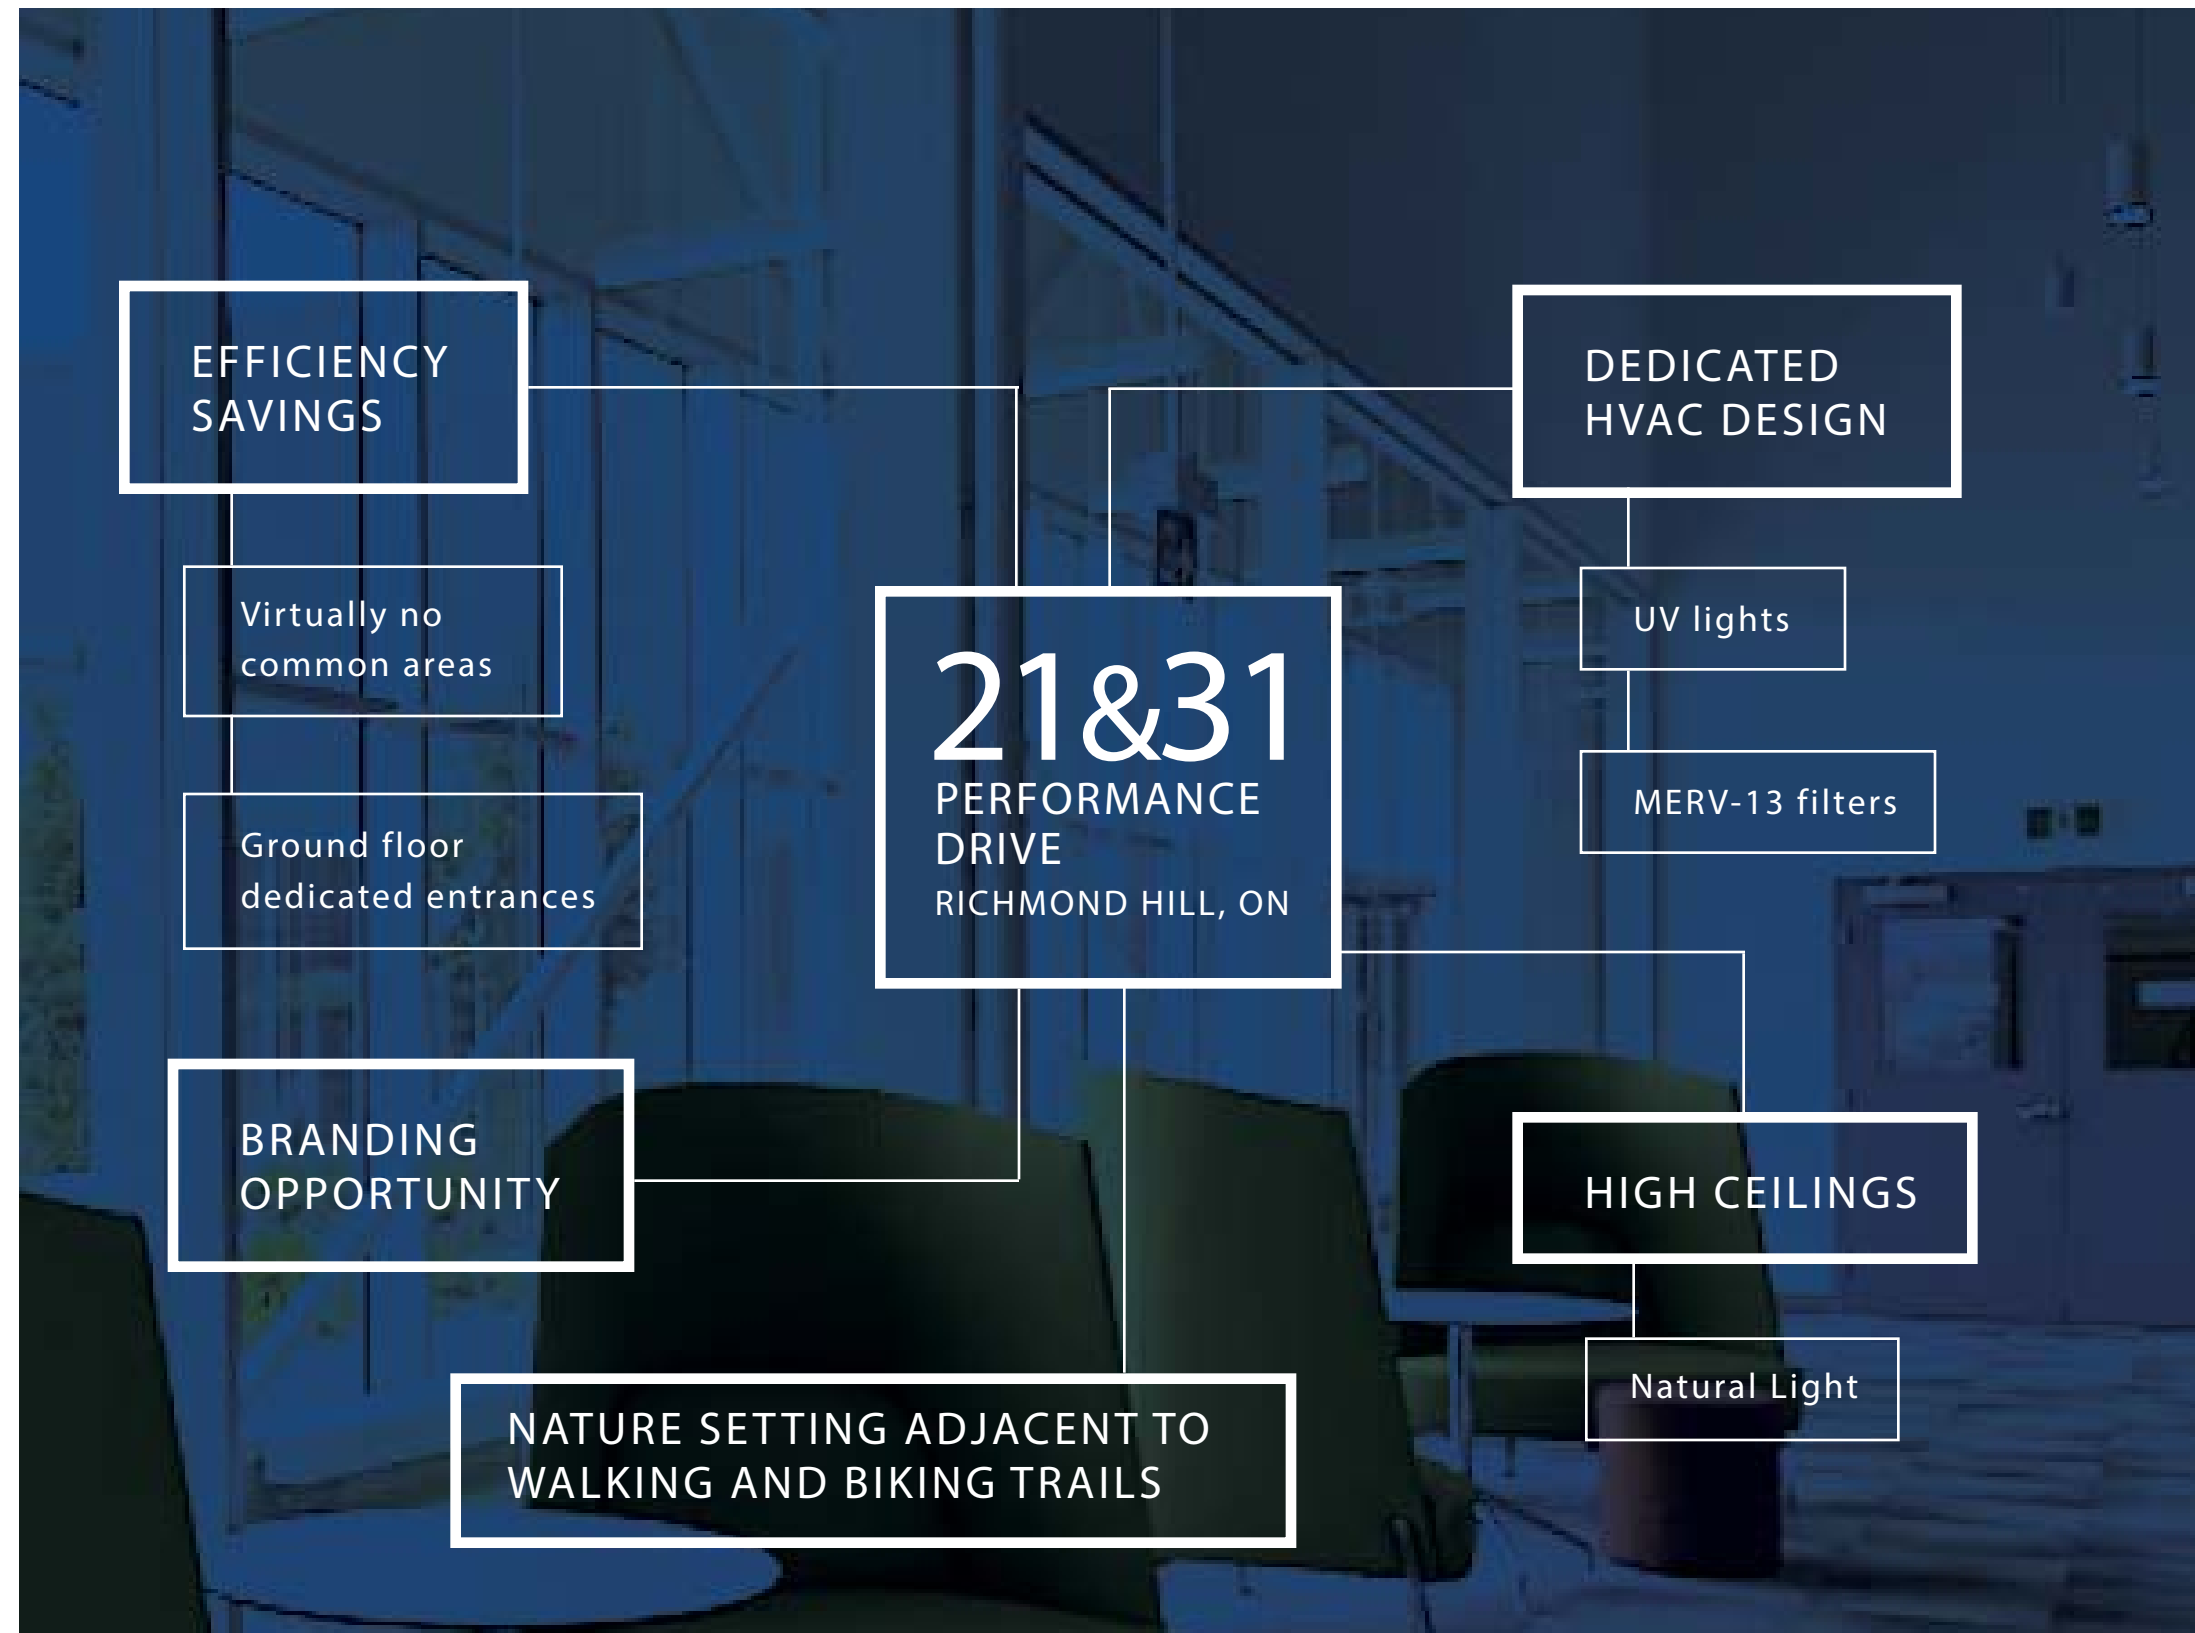 EFFICIENCY
SAVINGS
Virtually no
common areas
Ground floor
dedicated entrances
DEDICATED
HVAC DESIGN
UV lights
MERV-13 filters
21&31
PERFORMANCE
DRIVE
RICHMOND HILL, ON
BRANDING
OPPORTUNITY
HIGH CEILINGS
Natural Light
NATURE SETTING ADJACENT TO
WALKING AND BIKING TRAILS